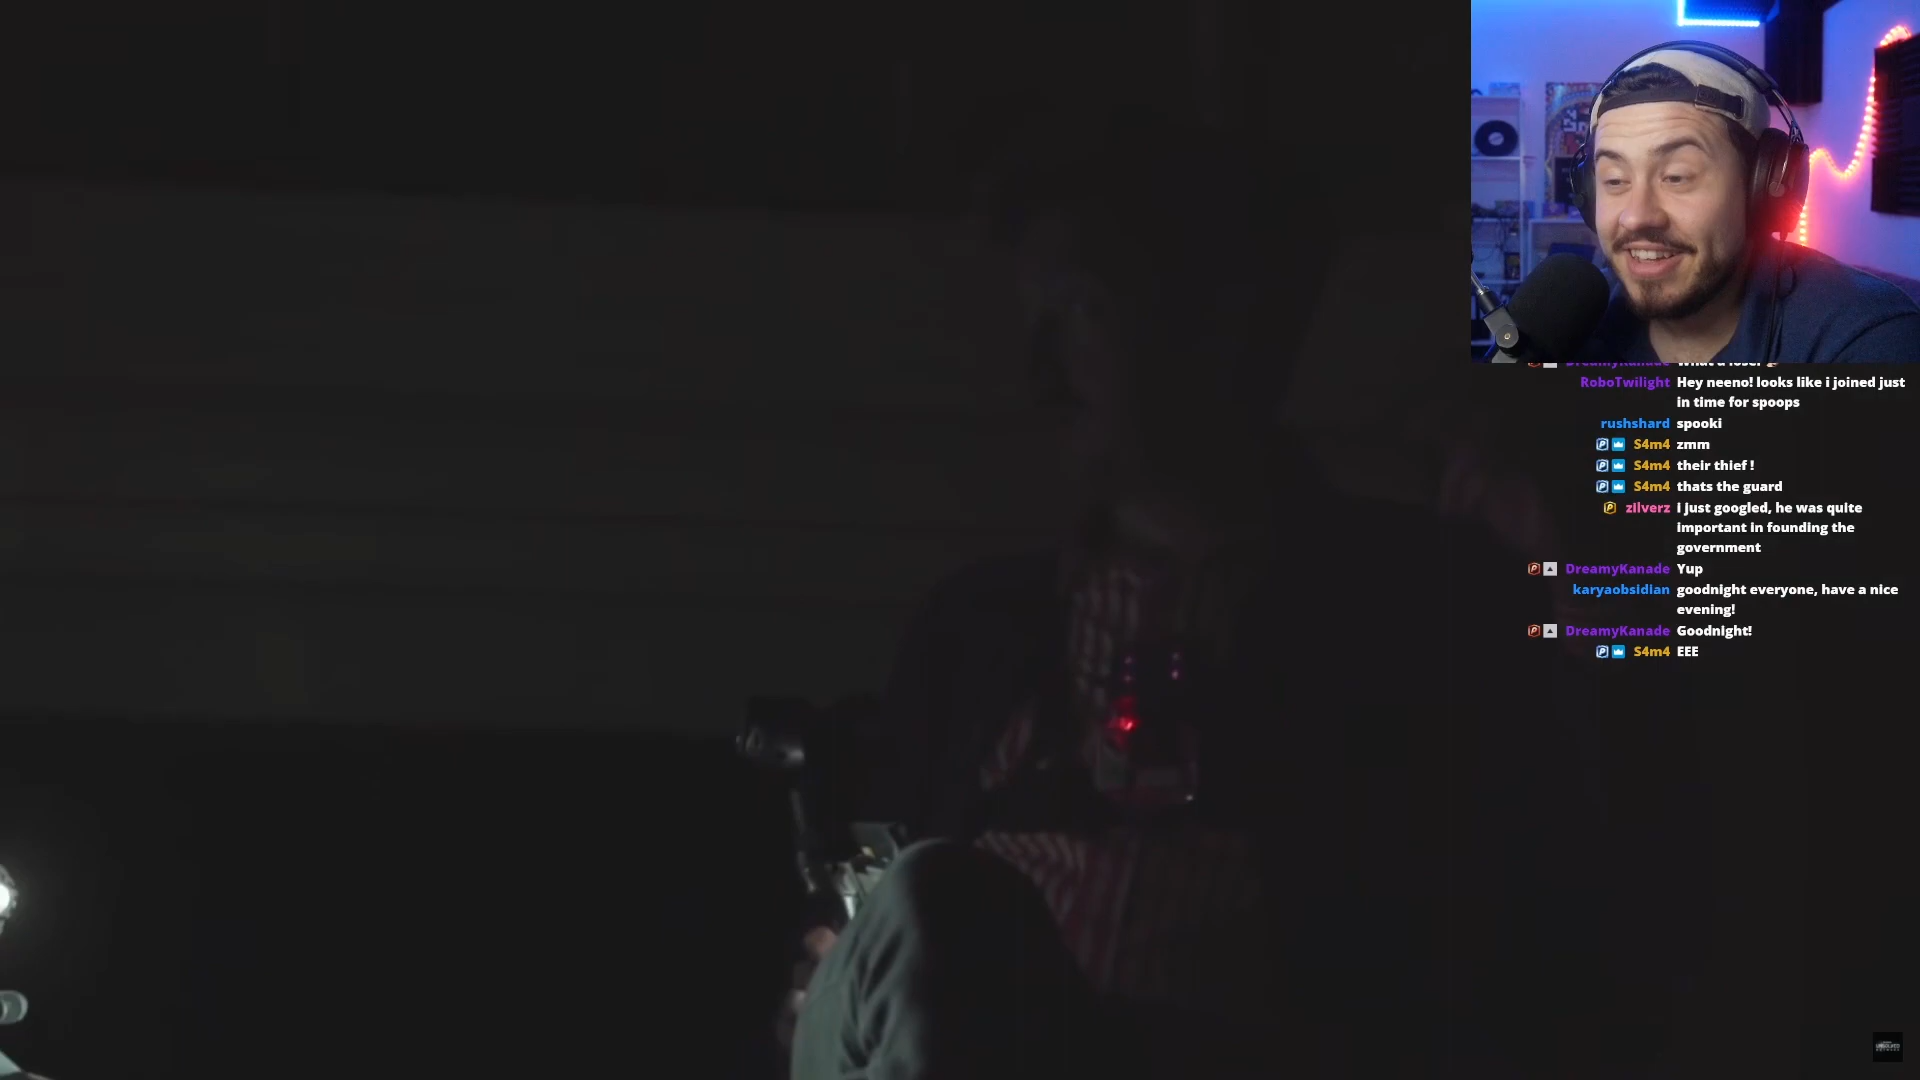 RoboTwilight Hey neeno! looks like i joined just
in time for spoops
rushshard spooki
S4m4 zmm
S4m4 their thief !
S4m4 thats the guard
zilverz i just googled, he was quite
important in founding the
government
DreamyKanade Yup
karyaobsidian goodnight everyone, have a nice
evening!
DreamyKanade Goodnight!
S4m4 EEE